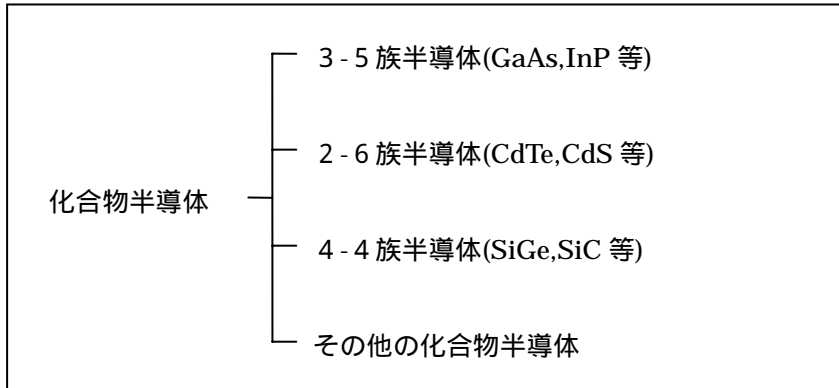 3 - 5 族半導体(GaAs,InP 等)
2 - 6 族半導体(CdTe,CdS 等)
化合物半導体
4 - 4 族半導体(SiGe,SiC 等)
その他の化合物半導体